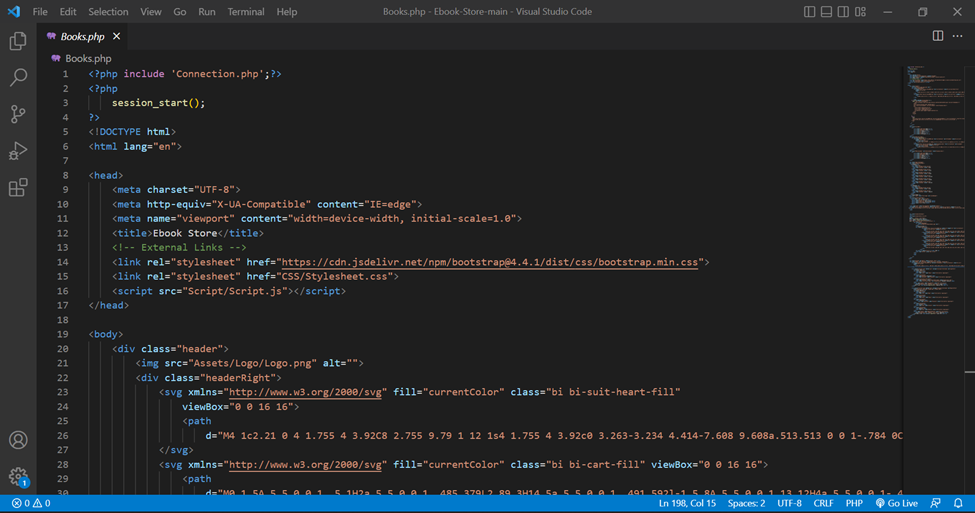 File Edit Selection View Go Run Terminal Help Books.php - Ebook-Store-main - Visual Studio Code
Books.php
Books.php
1 <?php include 'Connection.php';?>
2 <?php
3 session_start();
4 ?>
5 <!DOCTYPE html>
6 <html lang="en">
7
8 <head>
9 <meta charset="UTF-8">
10 <meta http-equiv="X-UA-Compatible" content="IE=edge">
11 <meta name="viewport" content="width=device-width, initial-scale=1.0">
12 <title>Ebook Store</title>
13 <!-- External Links -->
14 <link rel="stylesheet" href="https://cdn.jsdelivr.net/npm/bootstrap@4.4.1/dist/css/bootstrap.min.css">
15 <link rel="stylesheet" href="CSS/Stylesheet.css">
16 <script src="Script/Script.js"></script>
17 </head>
18
19 <body>
20 <div class="header">
21 <img src="Assets/Logo/Logo.png" alt="">
22 <div class="headerRight">
23 <svg xmlns="http://www.w3.org/2000/svg" fill="currentColor" class="bi bi-suit-heart-fill"
24 viewBox="0 0 16 16">
25 <path
26 d="M4 1c2.21 0 4 1.755 4 3.92C8 2.755 9.79 1 12 1s4 1.755 4 3.92c0 3.263-3.234 4.414-7.608 9.608a.513.513 0 0 1-.784 0C
27 </svg>
28 <svg xmlns="http://www.w3.org/2000/svg" fill="currentColor" class="bi bi-cart-fill" viewBox="0 0 16 16">
29 <path
30
1
0 0 Ln 198, Col 15 Spaces: 2 UTF-8 CRLF PHP Go Live